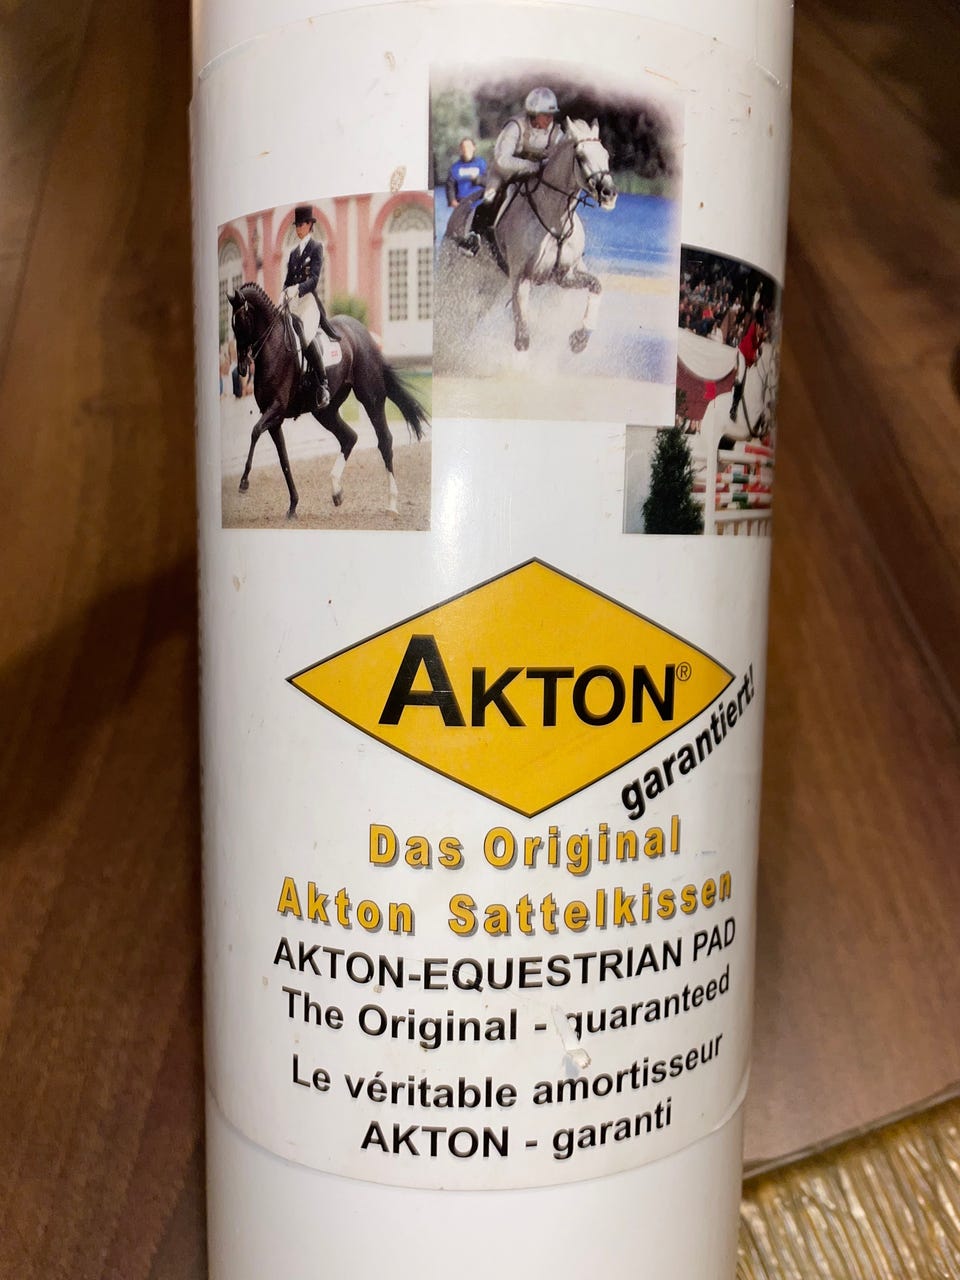 AKTON®
garantiert!
Das Original
Akton Sattelkissen
AKTON-EQUESTRIAN PAD
The Original - guaranteed
Le véritable amortisseur
AKTON - garanti